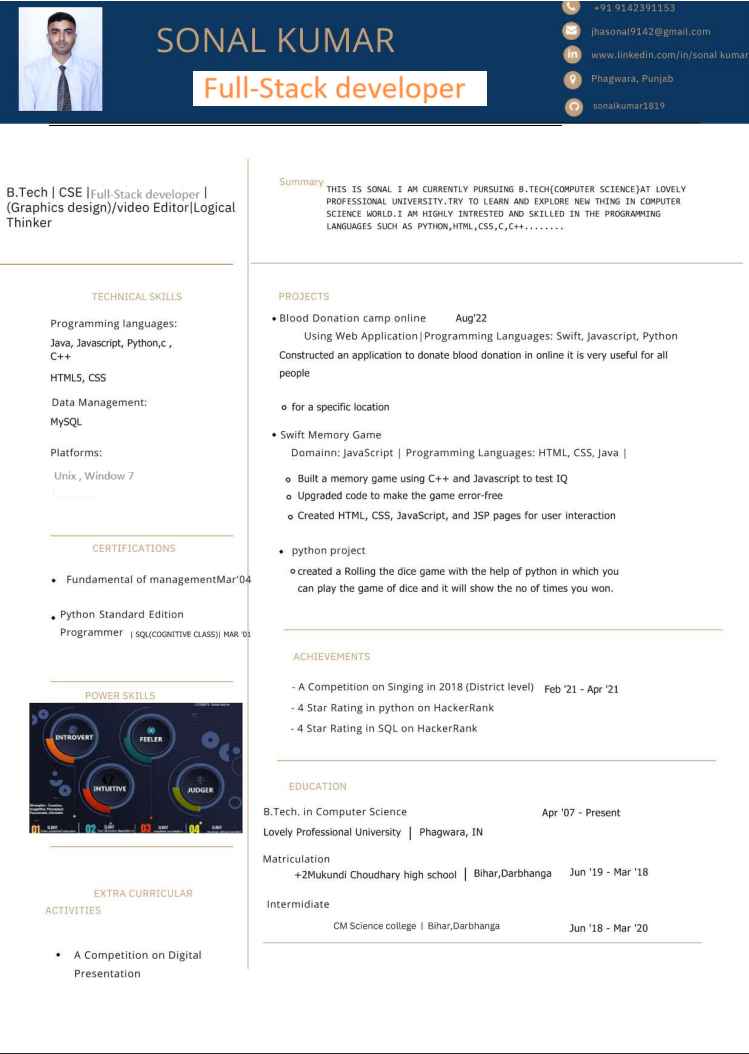 SONAL KUMAR
Full-Stack developer
+91 9142391153
jhasonal9142@gmail.com
www.linkedin.com/in/sonal kumar
Phagwara, Punjab
sonalkumar1819
B.Tech | CSE |Full-Stack developer |
(Graphics design)/video Editor|Logical
Thinker
Summary
THIS IS SONAL I AM CURRENTLY PURSUING B.TECH{COMPUTER SCIENCE}AT LOVELY
PROFESSIONAL UNIVERSITY.TRY TO LEARN AND EXPLORE NEW THING IN COMPUTER
SCIENCE WORLD.I AM HIGHLY INTRESTED AND SKILLED IN THE PROGRAMMING
LANGUAGES SUCH AS PYTHON,HTML,CSS,C,C++........
TECHNICAL SKILLS
Programming languages:
Java, Javascript, Python,c ,
C++
HTML5, CSS
Data Management:
MySQL
Platforms:
Unix , Window 7
CERTIFICATIONS
Fundamental of managementMar'04
Python Standard Edition
Programmer | SQL(COGNITIVE CLASS)| MAR '01
POWER SKILLS
INTROVERT
FEELER
INTUITIVE
JUDGER
01
02
03
04
EXTRA CURRICULAR
ACTIVITIES
A Competition on Digital
Presentation
PROJECTS
Blood Donation camp online Aug'22
Using Web Application|Programming Languages: Swift, Javascript, Python
Constructed an application to donate blood donation in online it is very useful for all
people
for a specific location
Swift Memory Game
Domainn: JavaScript | Programming Languages: HTML, CSS, Java |
Built a memory game using C++ and Javascript to test IQ
Upgraded code to make the game error-free
Created HTML, CSS, JavaScript, and JSP pages for user interaction
python project
created a Rolling the dice game with the help of python in which you
can play the game of dice and it will show the no of times you won.
ACHIEVEMENTS
- A Competition on Singing in 2018 (District level) Feb '21 - Apr '21
- 4 Star Rating in python on HackerRank
- 4 Star Rating in SQL on HackerRank
EDUCATION
B.Tech. in Computer Science Apr '07 - Present
Lovely Professional University | Phagwara, IN
Matriculation
+2Mukundi Choudhary high school | Bihar,Darbhanga Jun '19 - Mar '18
Intermidiate
CM Science college | Bihar,Darbhanga Jun '18 - Mar '20